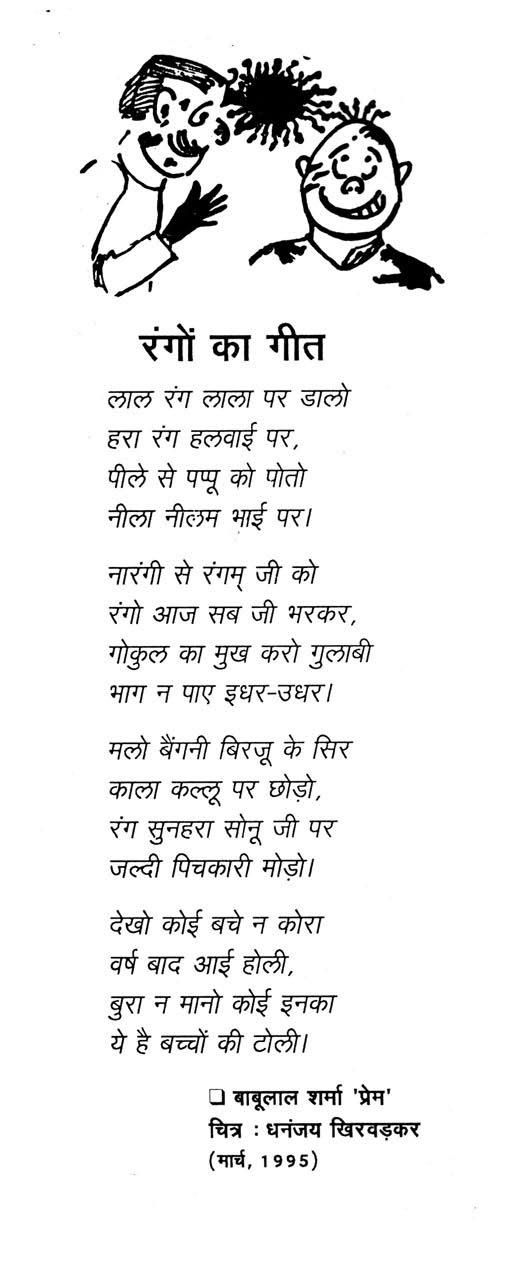 रंगों का गीत
लाल रंग लाला पर डालो
हरा रंग हलवाई पर,
पीले से पप्पू को पोतो
नीला नीलम भाई पर।
नारंगी से रंगम् जी को
रंगो आज सब जी भरकर,
गोकुल का मुख करो गुलाबी
भाग न पाए इधर-उधर।
मलो बैंगनी बिरजू के सिर
काला कल्लू पर छोड़ो,
रंग सुनहरा सोनू जी पर
जल्दी पिचकारी मोड़ो।
देखो कोई बचे न कोरा
वर्ष बाद आई होली,
बुरा न मानो कोई इनका
ये है बच्चों की टोली।
❑ बाबूलाल शर्मा 'प्रेम'
चित्र : धनंजय खिरवड़कर
(मार्च, 1995)